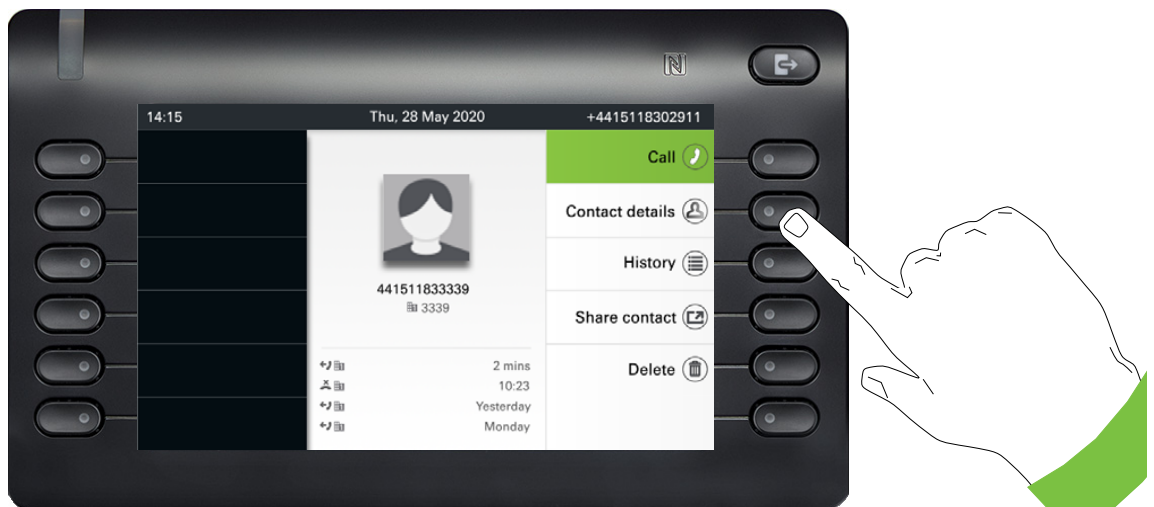 14:15 Thu, 28 May 2020 +4415118302911
Call
Contact details
History
Share contact
Delete
441511833339
3339
2 mins
10:23
Yesterday
Monday